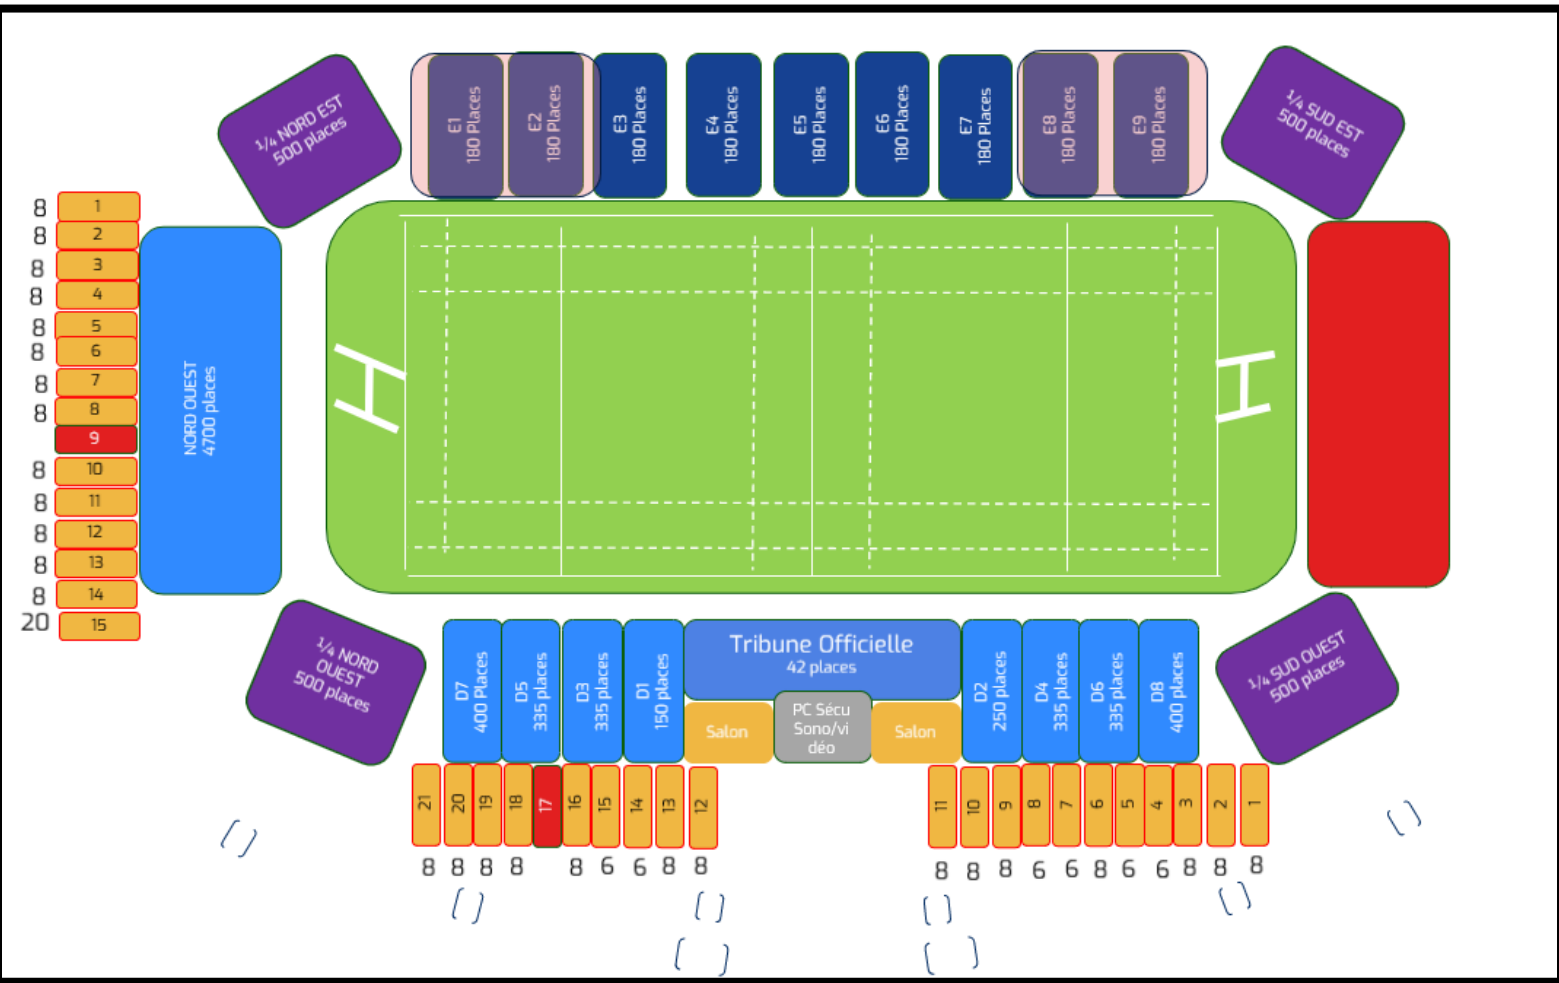 1/4 NORD EST
500 places
E1
180 Places
E2
180 Places
E3
180 Places
E4
180 Places
E5
180 Places
E6
180 Places
E7
180 Places
E8
180 Places
E9
180 Places
1/4 SUD EST
500 places
8 1
8 2
8 3
8 4
8 5
8 6
8 7
8 8
9
8 10
8 11
8 12
8 13
8 14
20 15
NORD OUEST
4700 places
1/4 NORD
OUEST
500 places
D7
400 Places
D5
335 places
D3
335 places
D1
150 places
Tribune Officielle
42 places
Salon
PC Sécu
Sono/vi
déo
Salon
D2
250 places
D4
335 places
D6
335 places
D8
400 places
1/4 SUD OUEST
500 places
21 20 19 18 17 16 15 14 13 12
8 8 8 8 8 6 6 8 8
11 10 9 8 7 6 5 4 3 2 1
8 8 8 6 6 8 6 6 8 8 8